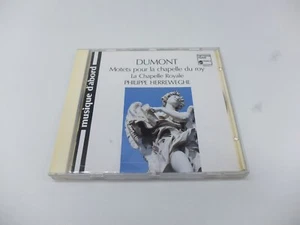 DUMONT
Motets pour la chapelle du roy
La Chapelle Royale
PHILIPPE HERREWEGHE
musique d'abord